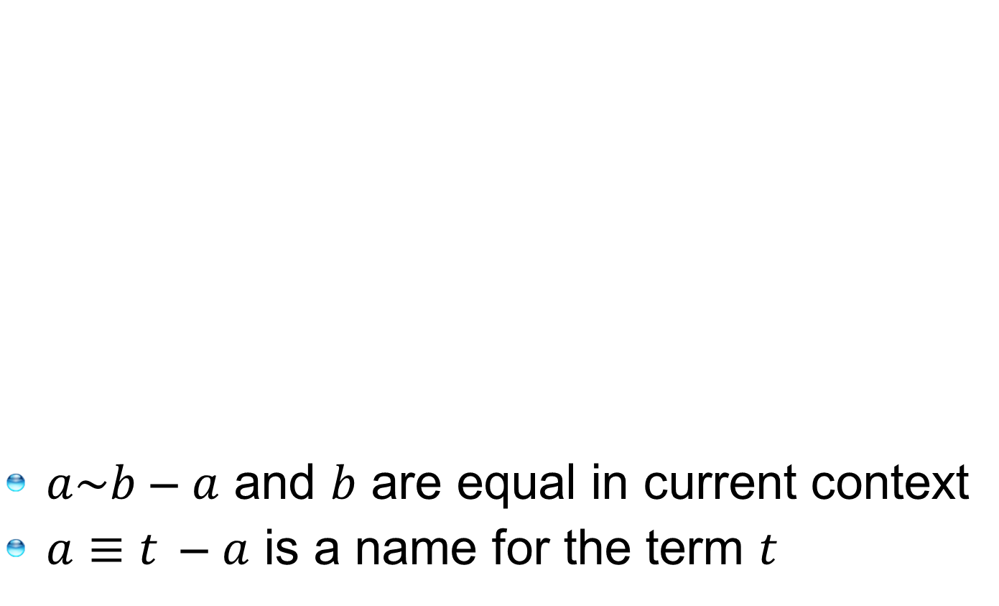 • a~b – a and b are equal in current context
• a ≡ t – a is a name for the term t